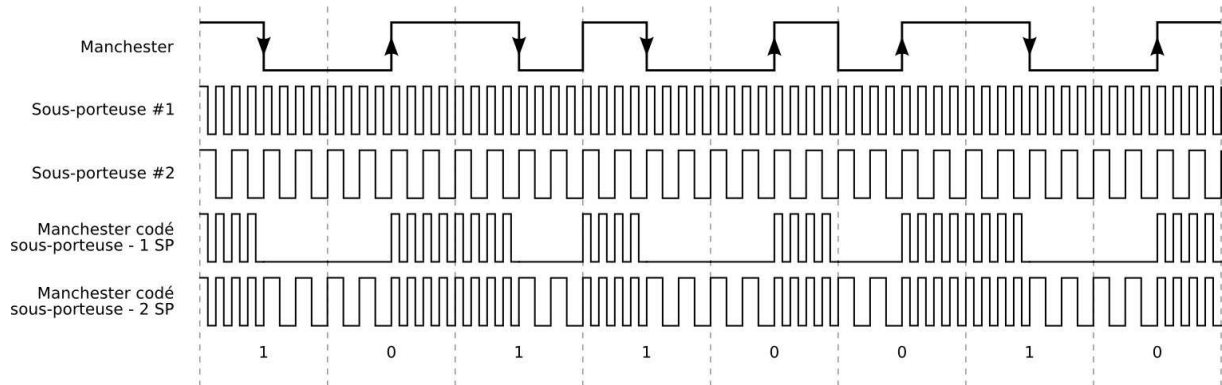 Manchester
Sous-porteuse #1
Sous-porteuse #2
Manchester codé
sous-porteuse - 1 SP
Manchester codé
sous-porteuse - 2 SP
1 0 1 1 0 0 1 0